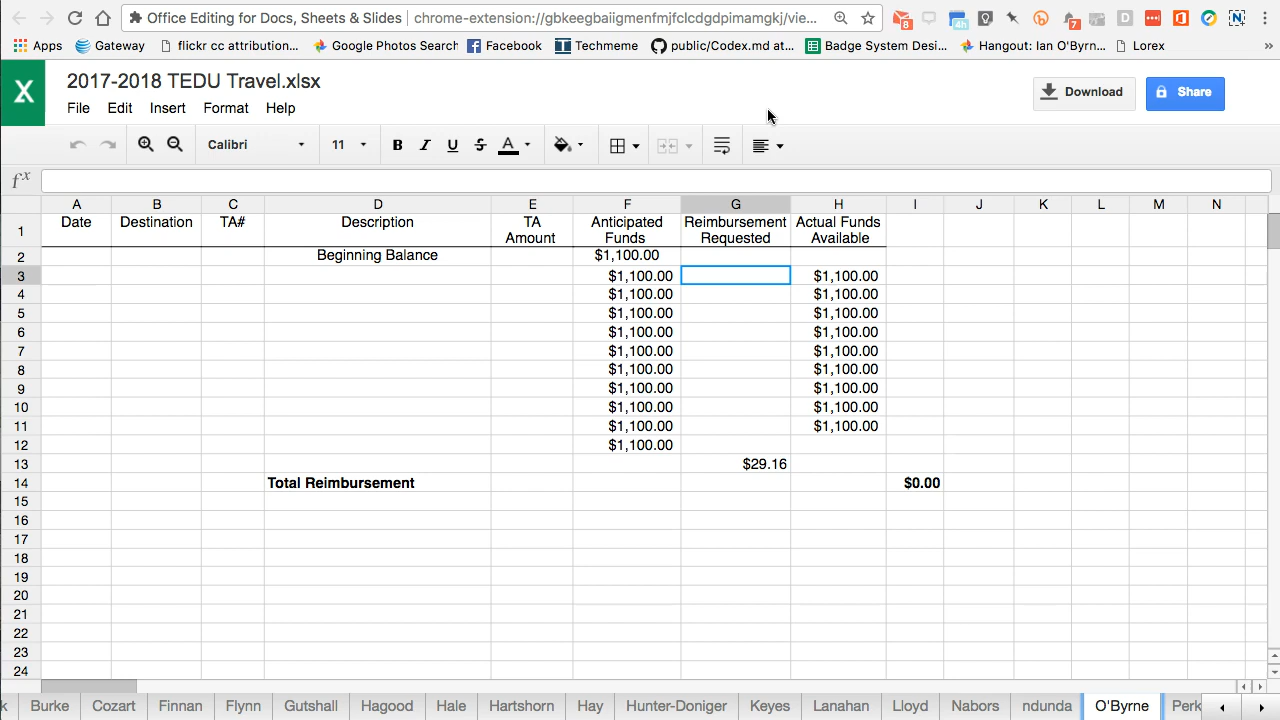 Office Editing for Docs, Sheets & Slides chrome-extension://gbkeegbaiigmenfmjfclcdgdpimamgkj/vie... 8 4h 7 D N
Apps Gateway flickr cc attribution... Google Photos Search Facebook Techmeme public/Codex.md at... Badge System Desi... Hangout: Ian O'Byrn... Lorex »
X 2017-2018 TEDU Travel.xlsx
File Edit Insert Format Help Download Share
Calibri 11 B I U S A
fx
A B C D E F G H I J K L M N
1 Date Destination TA# Description TA Amount Anticipated Funds Reimbursement Requested Actual Funds Available
2 Beginning Balance $1,100.00
3 $1,100.00 $1,100.00
4 $1,100.00 $1,100.00
5 $1,100.00 $1,100.00
6 $1,100.00 $1,100.00
7 $1,100.00 $1,100.00
8 $1,100.00 $1,100.00
9 $1,100.00 $1,100.00
10 $1,100.00 $1,100.00
11 $1,100.00 $1,100.00
12 $1,100.00
13 $29.16
14 Total Reimbursement $0.00
15
16
17
18
19
20
21
22
23
24
k Burke Cozart Finnan Flynn Gutshall Hagood Hale Hartshorn Hay Hunter-Doniger Keyes Lanahan Lloyd Nabors ndunda O'Byrne Perk